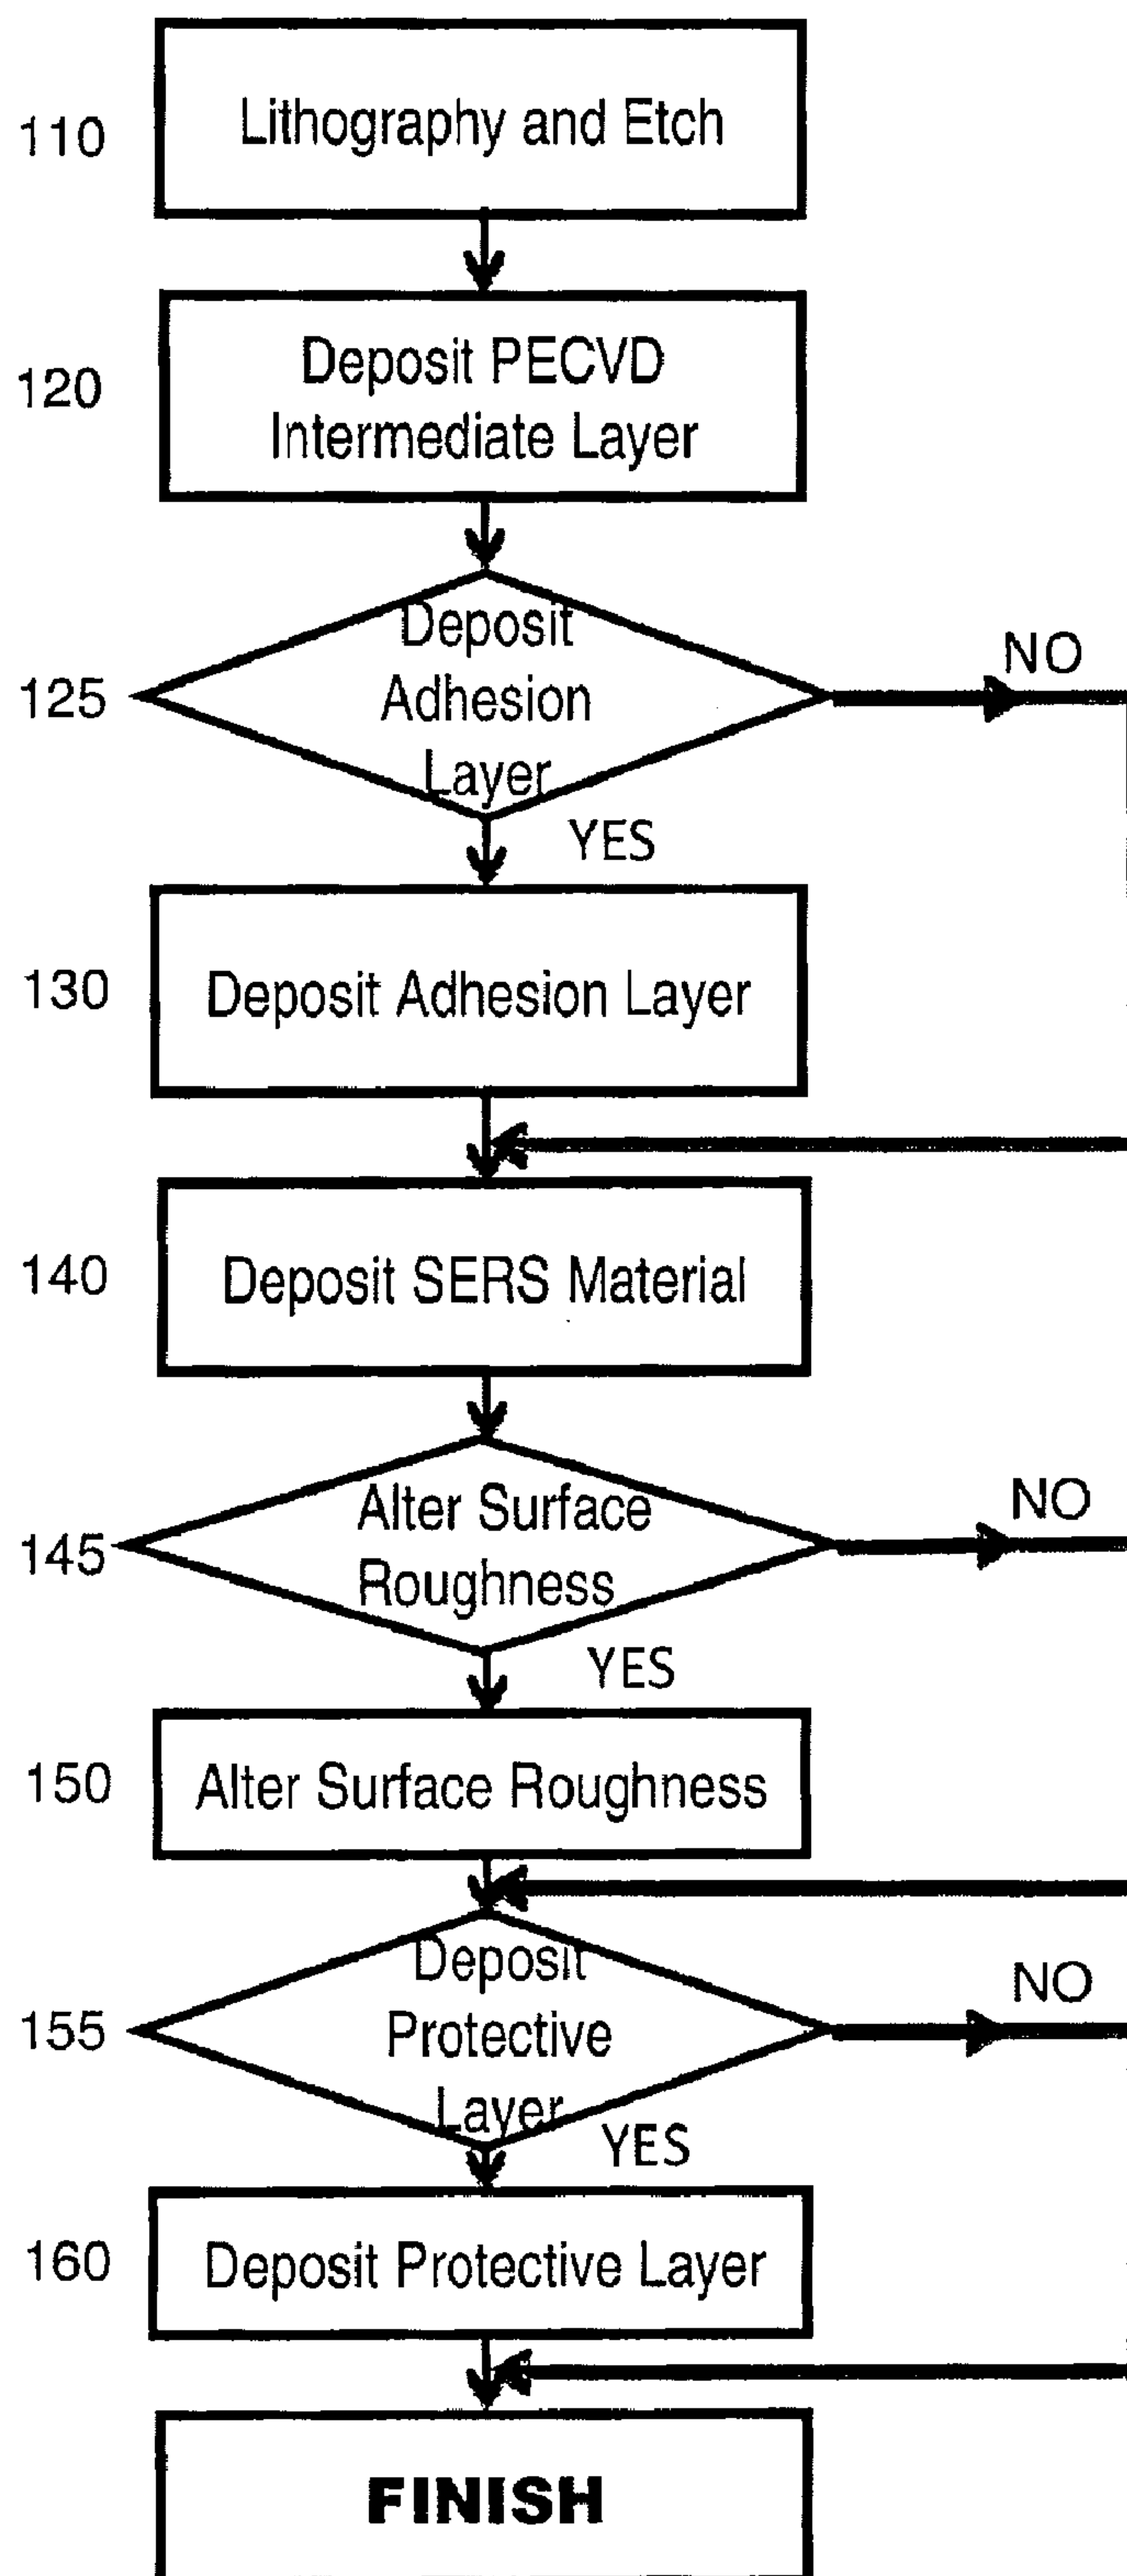 110
Lithography and Etch
120
Deposit PECVD
Intermediate Layer
Deposit
Adhesion
Layer
125
NO
YES
130
Deposit Adhesion Layer
140
Deposit SERS Material
145
Alter Surface
Roughness
NO
YES
150
Alter Surface Roughness
155
Deposit
Protective
Layer
NO
YES
160
Deposit Protective Layer
FINISH